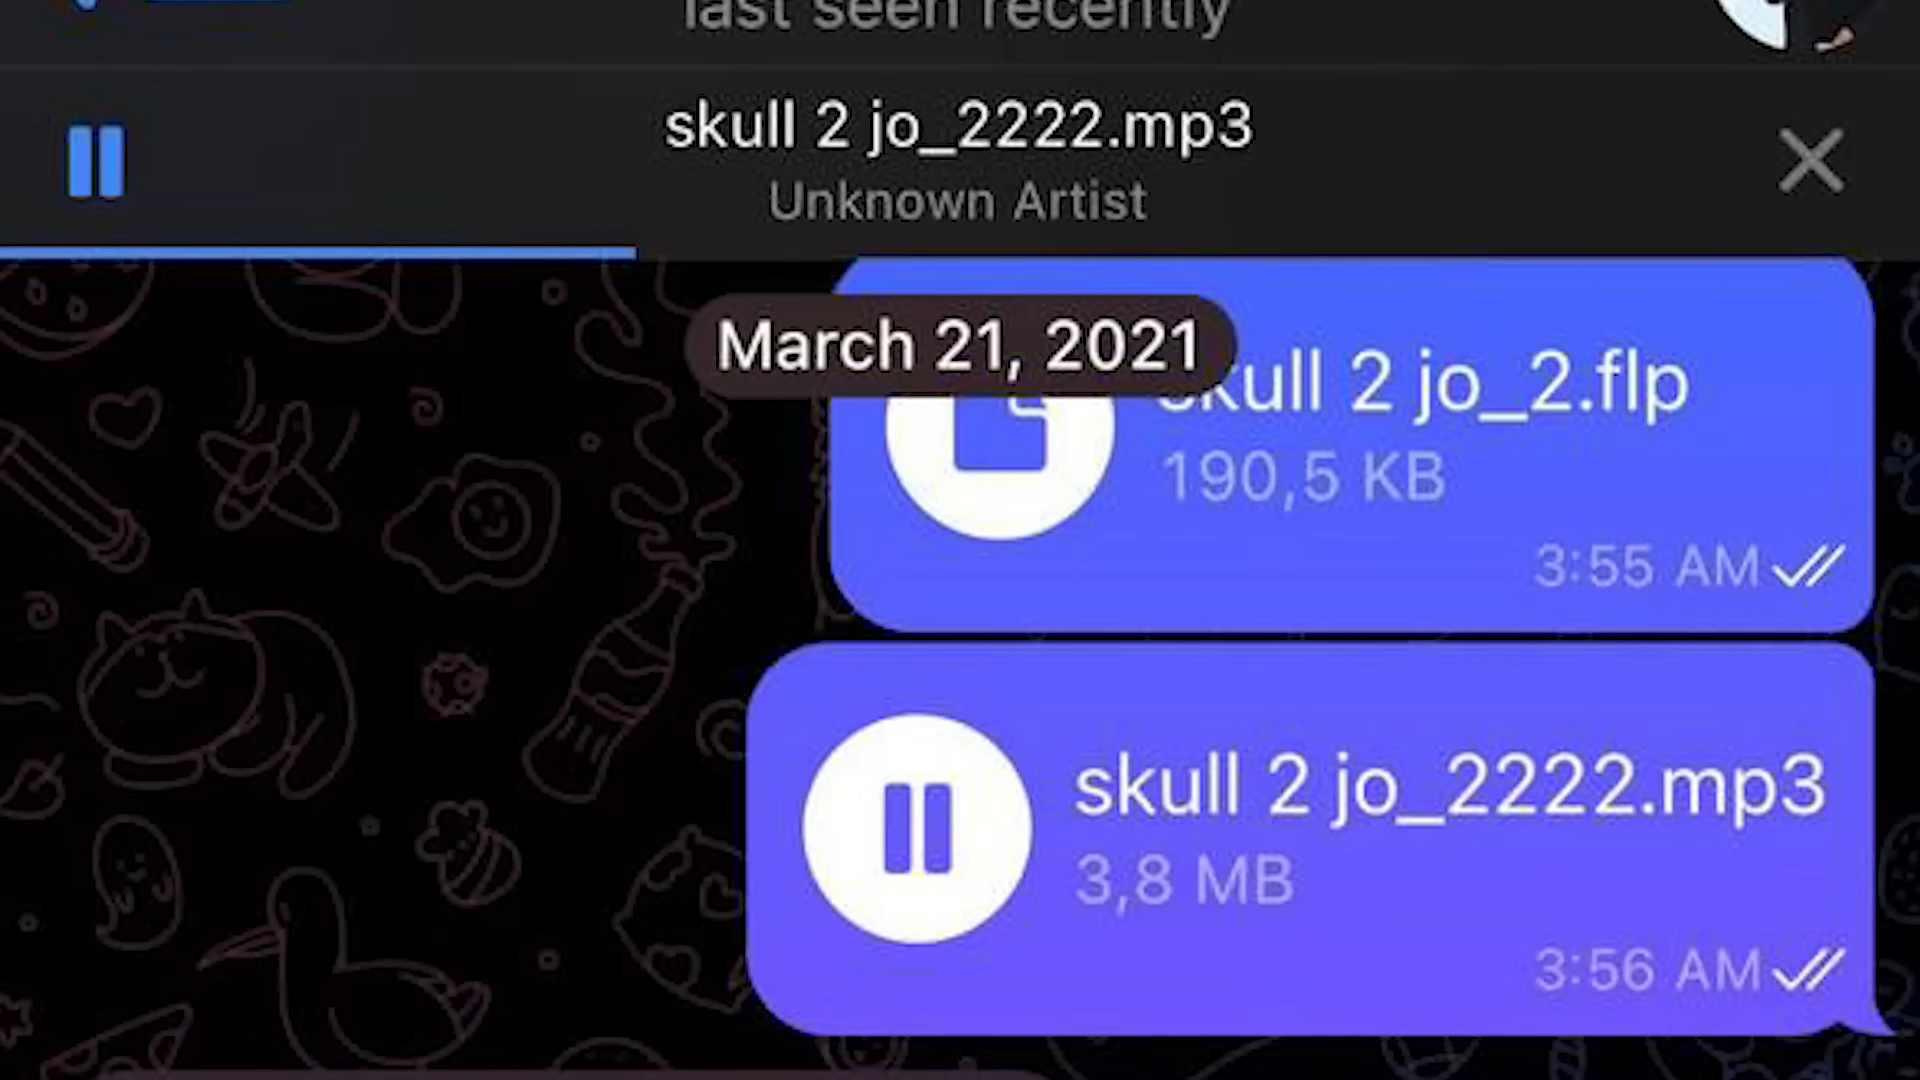 last seen recently
skull 2 jo_2222.mp3
Unknown Artist
March 21, 2021
skull 2 jo_2.flp
190,5 KB
3:55 AM
skull 2 jo_2222.mp3
3,8 MB
3:56 AM